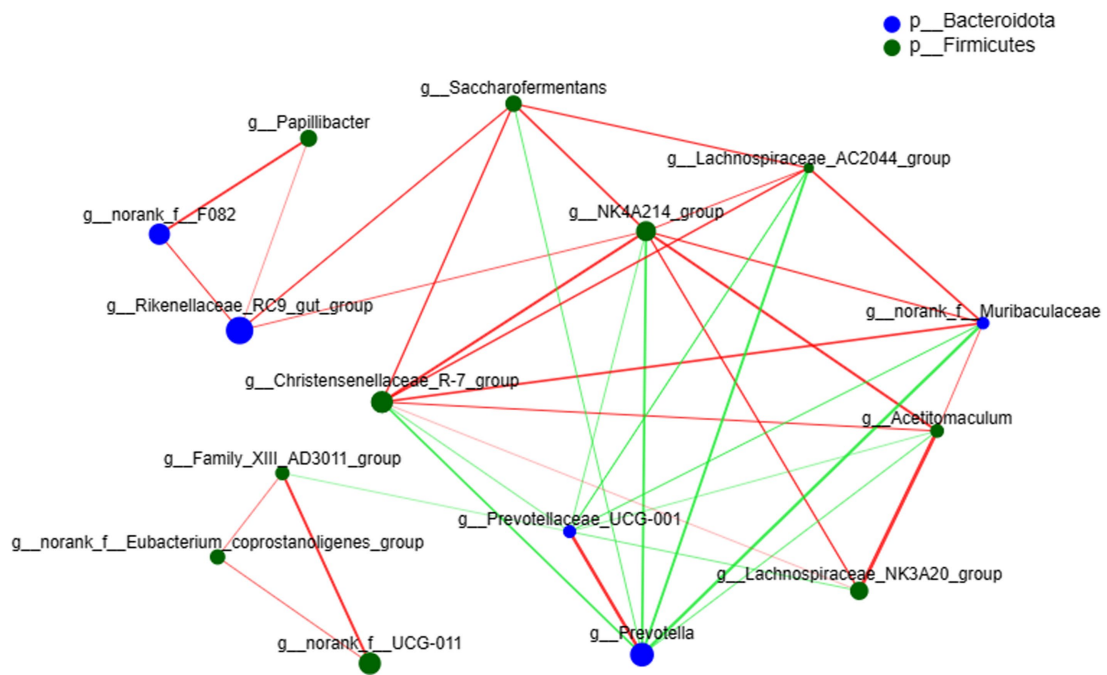 p__Bacteroidota
p__Firmicutes
g__Saccharofermentans
g__Papillibacter
g__Lachnospiraceae_AC2044_group
g__norank_f__F082
g__NK4A214_group
g__Rikenellaceae_RC9_gut_group
g__norank_f__Muribaculaceae
g__Christensenellaceae_R-7_group
g__Acetitomaculum
g__Family_XIII_AD3011_group
g__Prevotellaceae_UCG-001
g__norank_f__Eubacterium_coprostanoligenes_group
g__Lachnospiraceae_NK3A20_group
g__Prevotella
g__norank_f__UCG-011